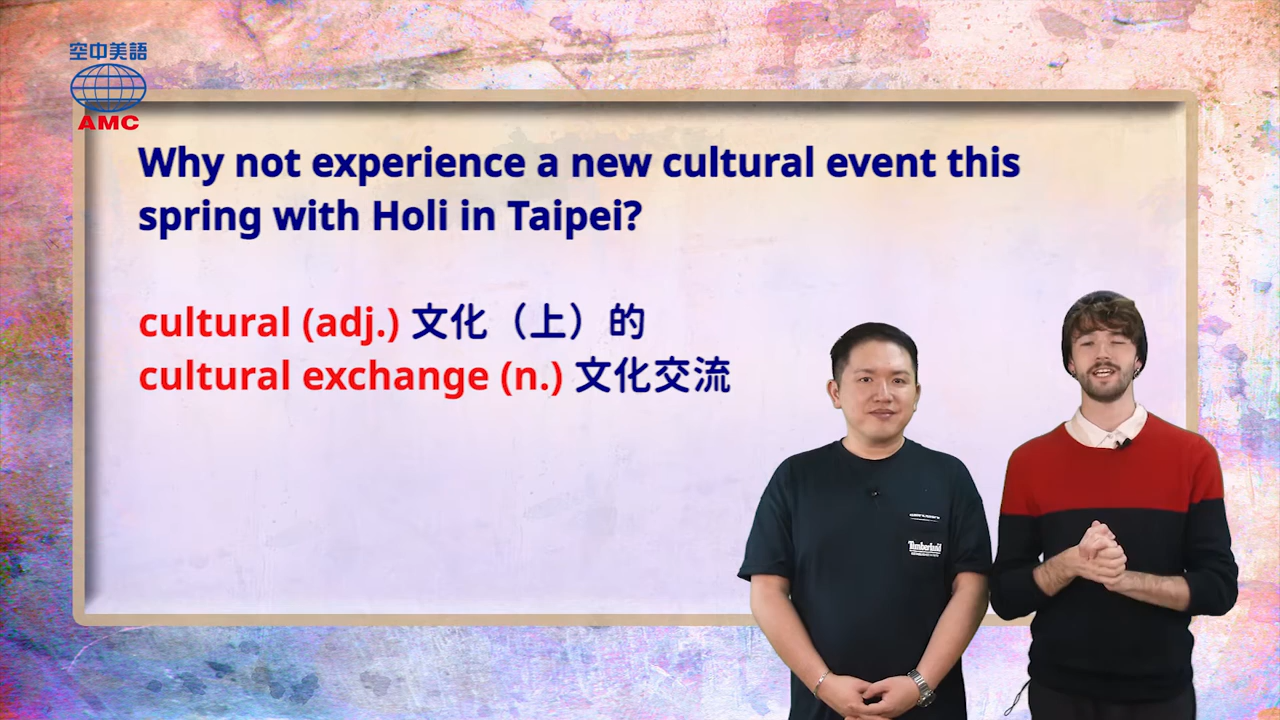 空中美語
AMC
Why not experience a new cultural event this
spring with Holi in Taipei?
cultural (adj.) 文化（上）的
cultural exchange (n.) 文化交流
Timberland